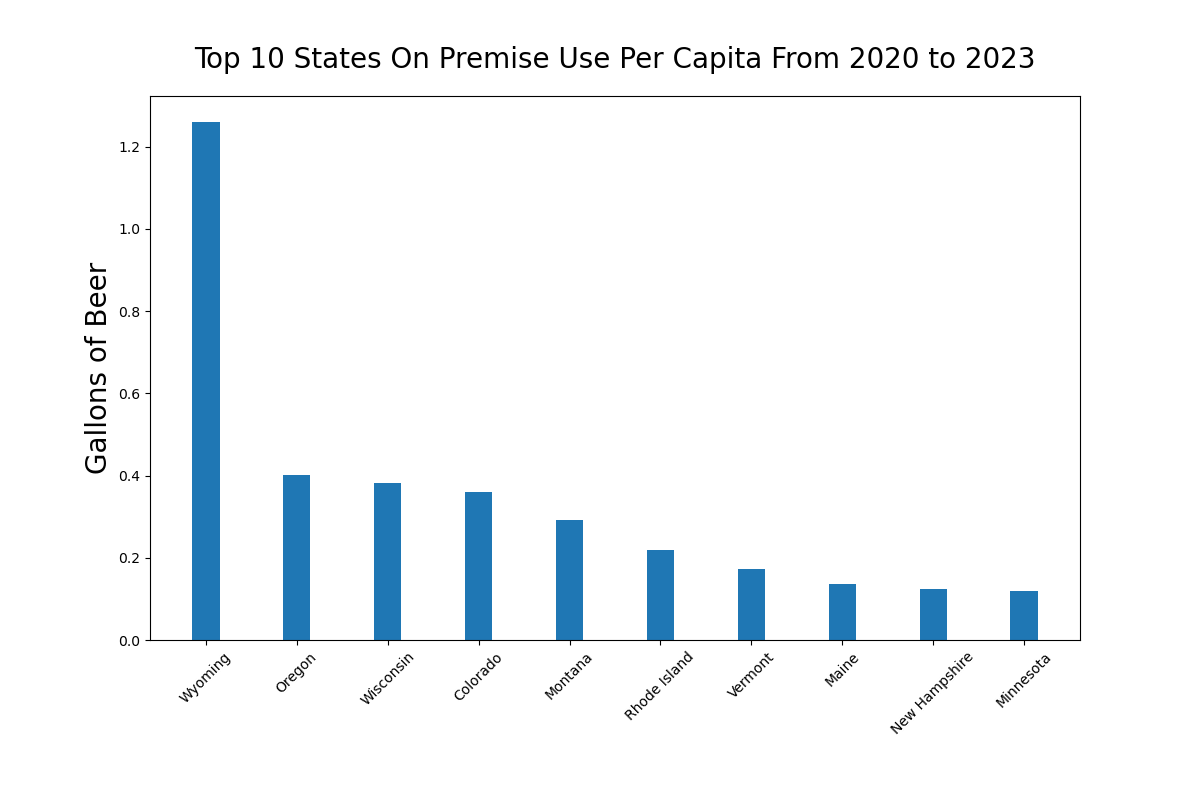 Top 10 States On Premise Use Per Capita From 2020 to 2023
Gallons of Beer
1.2
1.0
0.8
0.6
0.4
0.2
0.0
Wyoming
Oregon
Wisconsin
Colorado
Montana
Rhode Island
Vermont
Maine
New Hampshire
Minnesota